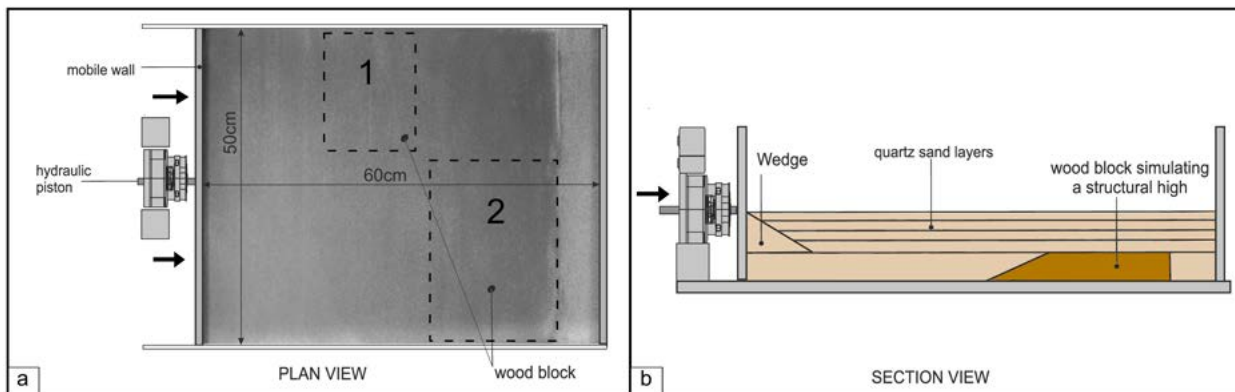 mobile wall
hydraulic
piston
50cm
60cm
1
2
wood block
PLAN VIEW
a
Wedge
quartz sand layers
wood block simulating
a structural high
SECTION VIEW
b